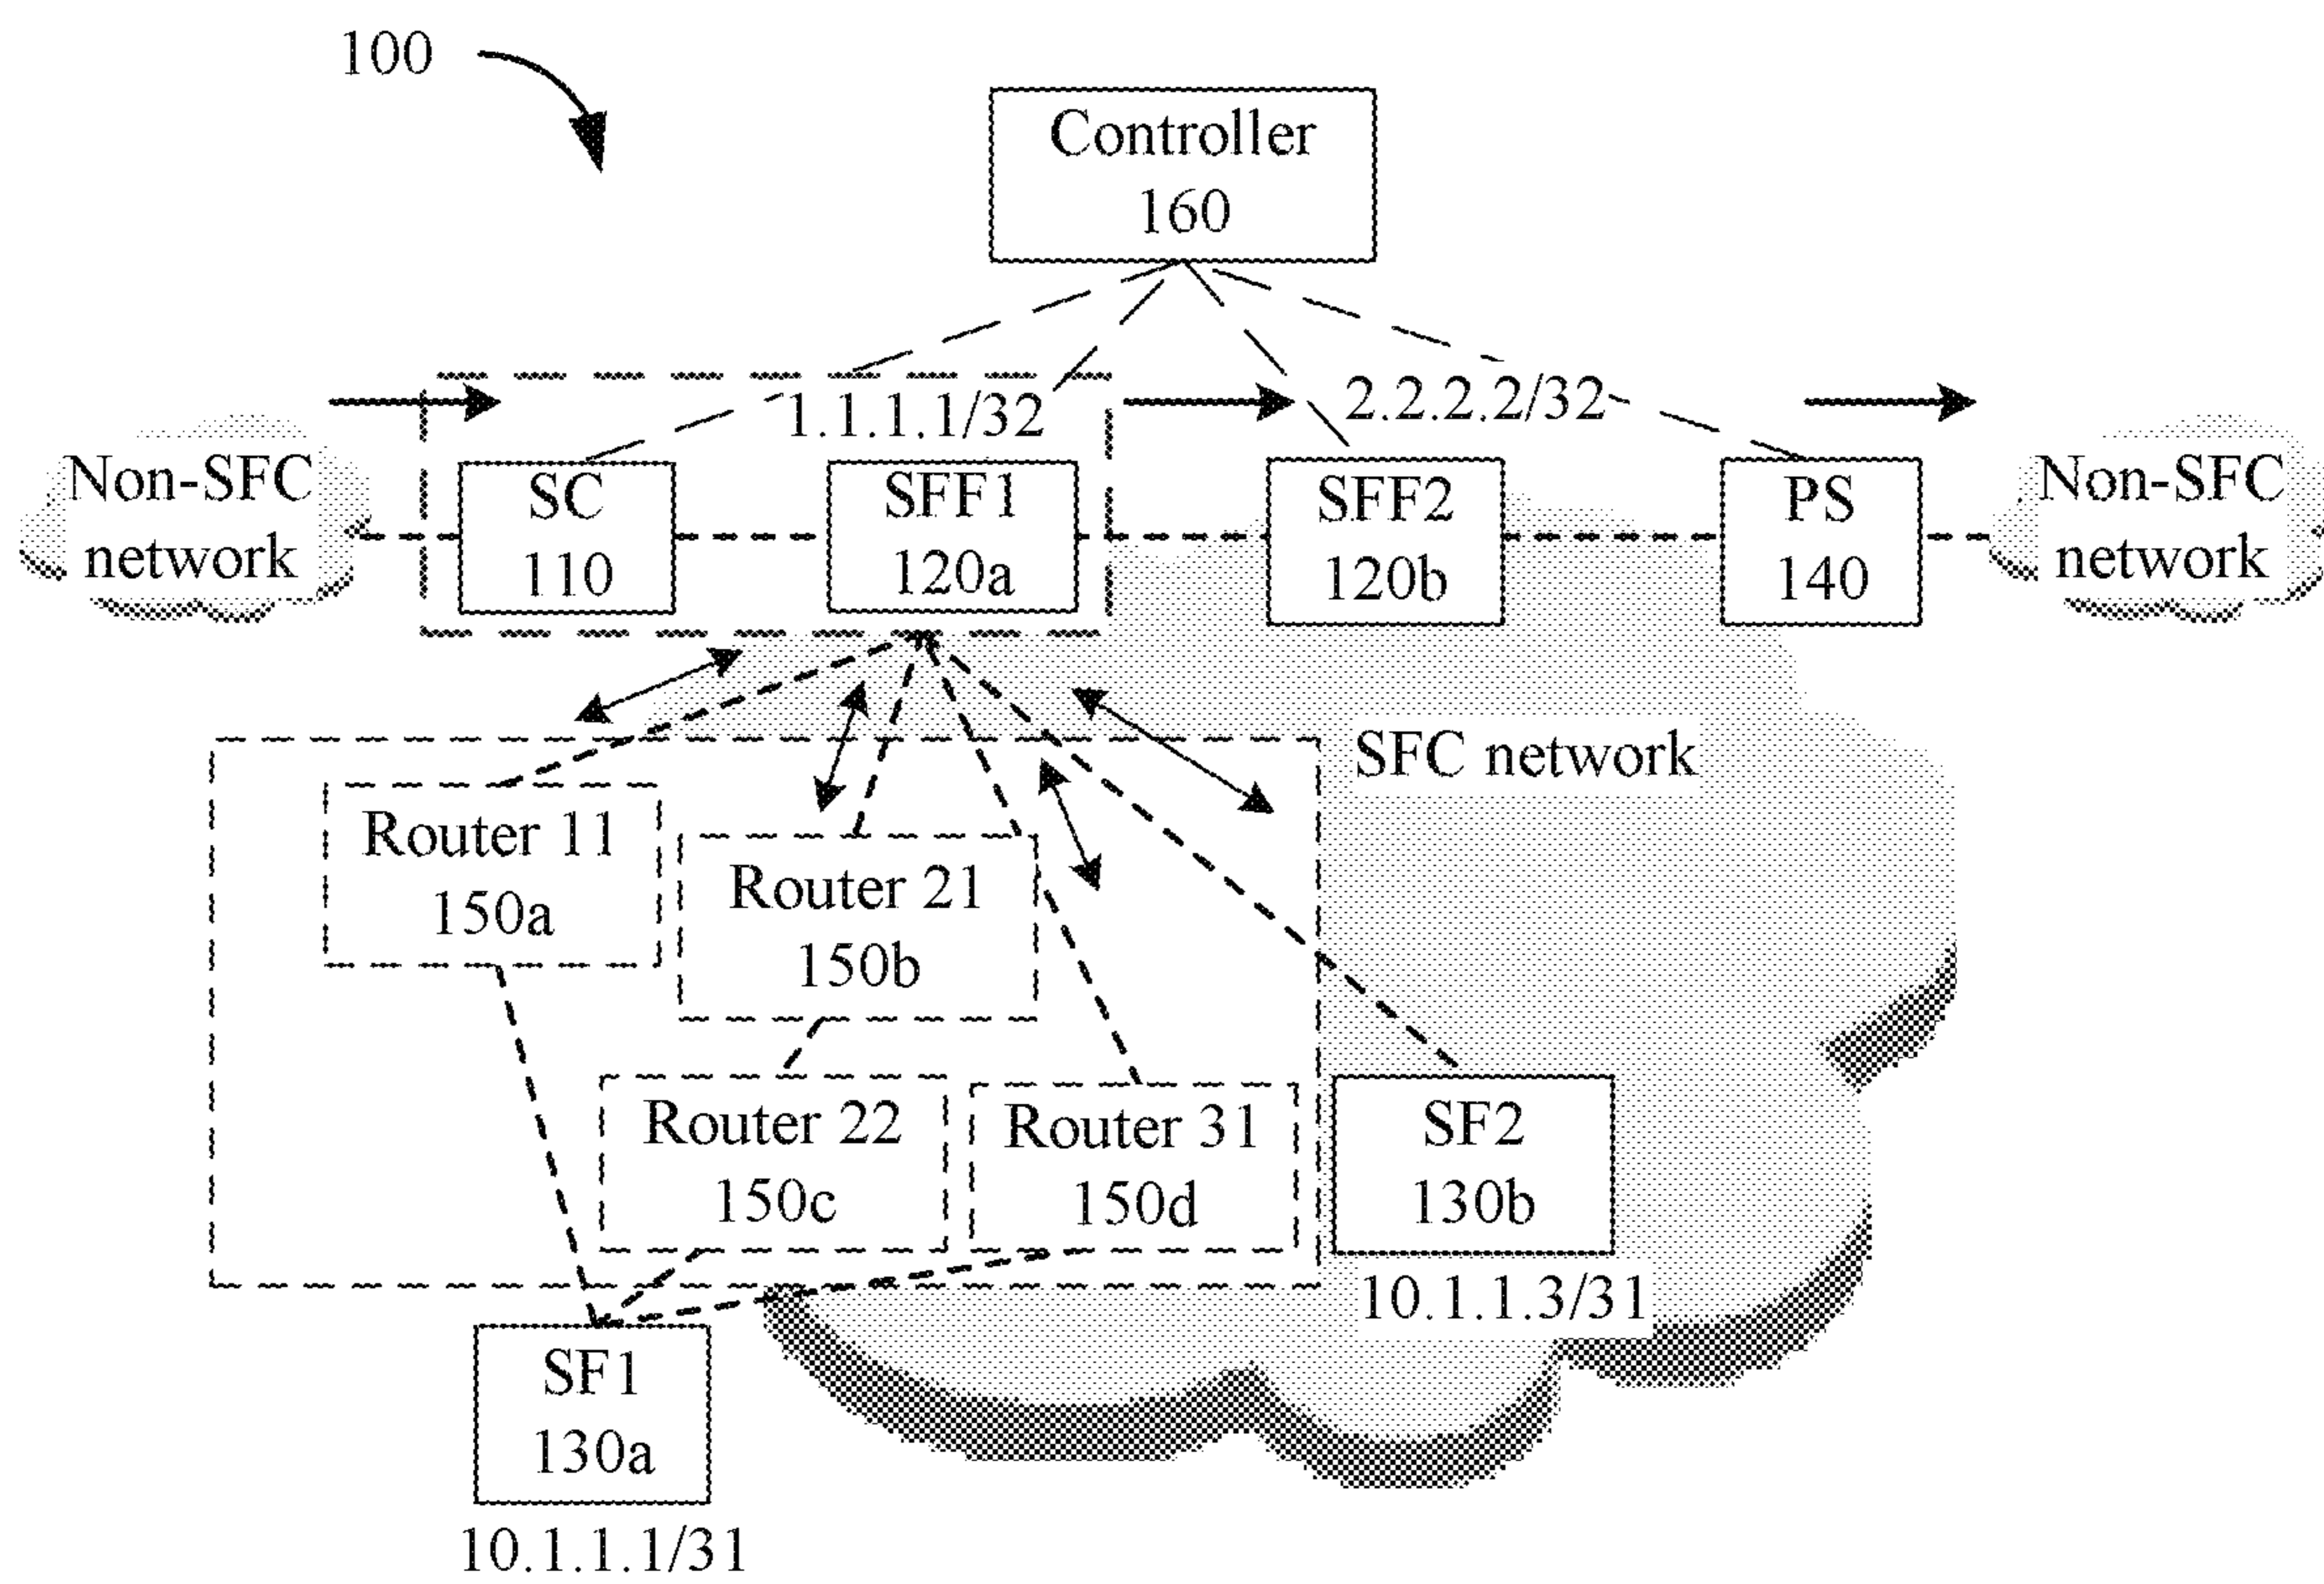 100
Controller
160
1.1.1.1/32
2.2.2.2/32
Non-SFC
network
SC
110
SFF1
120a
SFF2
120b
PS
140
Non-SFC
network
SFC network
Router 11
150a
Router 21
150b
Router 22
150c
Router 31
150d
SF2
130b
10.1.1.3/31
SF1
130a
10.1.1.1/31